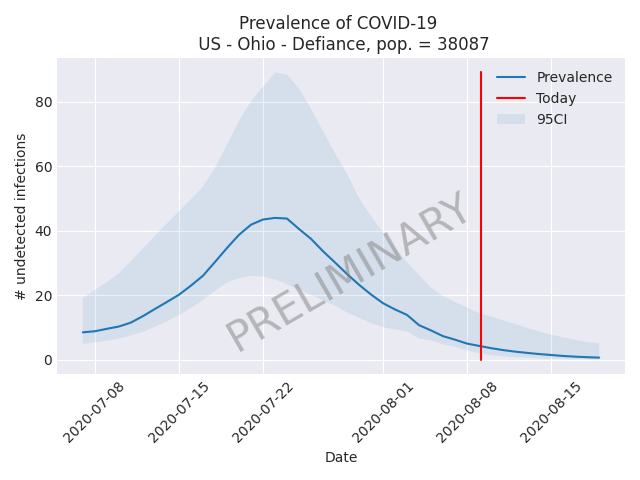 Prevalence of COVID-19
US - Ohio - Defiance, pop. = 38087
Prevalence
Today
95CI
80
60
40
20
0
# undetected infections
PRELIMINARY
2020-07-08
2020-07-15
2020-07-22
2020-08-01
2020-08-08
2020-08-15
Date